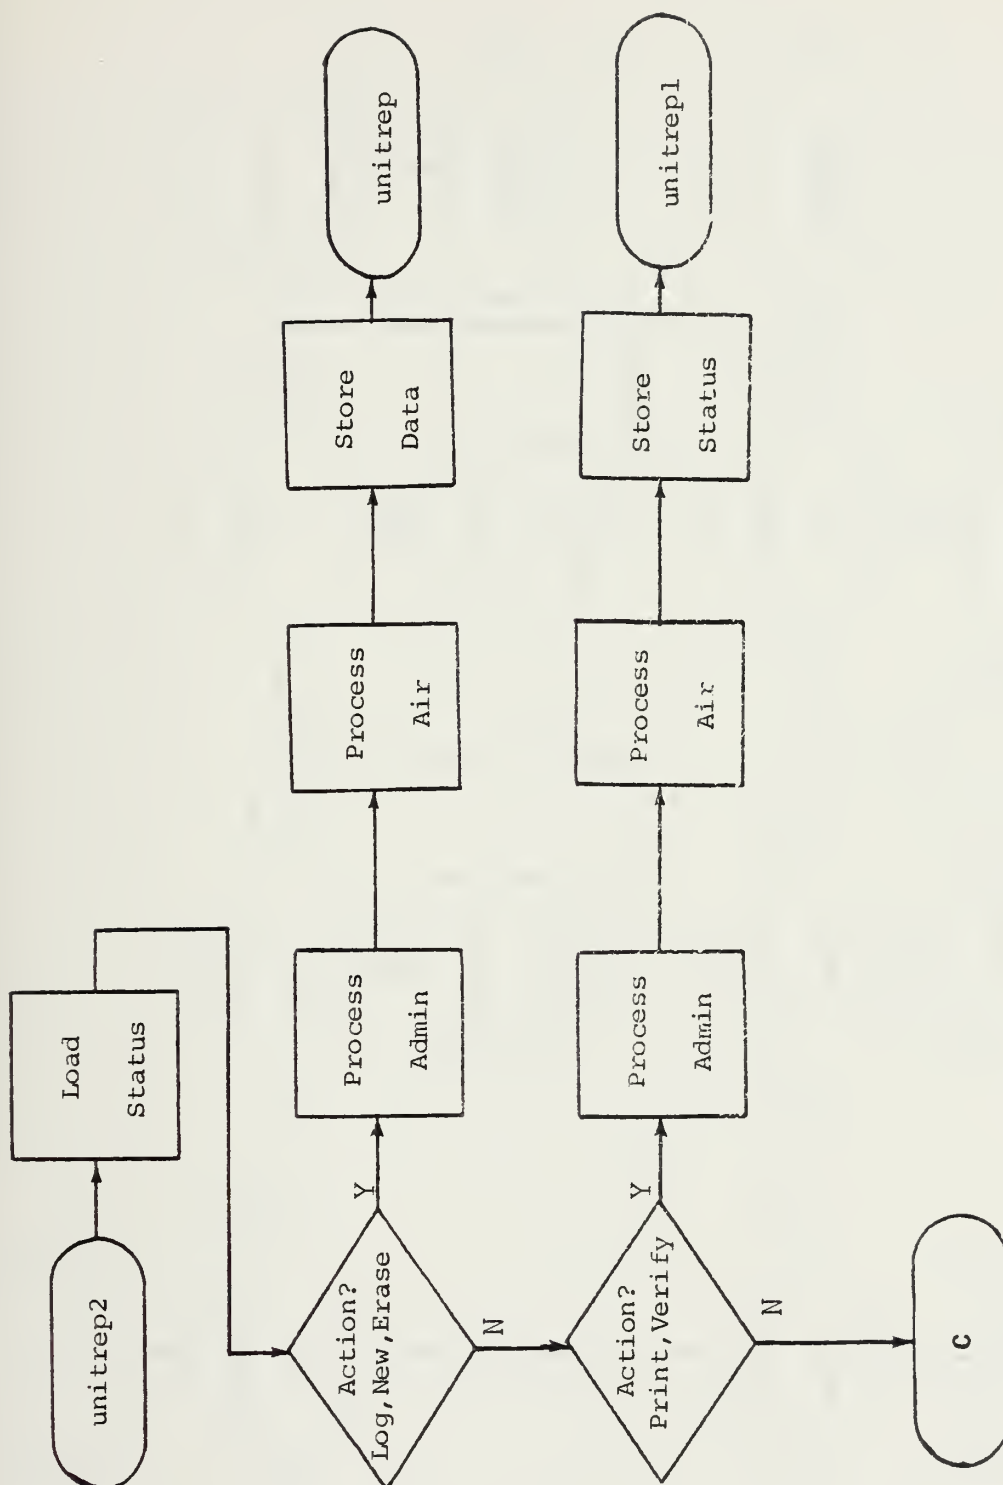 unitrep2
Load
Status
Action?
Log,New,Erase
Y
Process
Admin
Process
Air
Store
Data
unitrep
N
Action?
Print,Verify
Y
Process
Admin
Process
Air
Store
Status
unitrep1
N
C